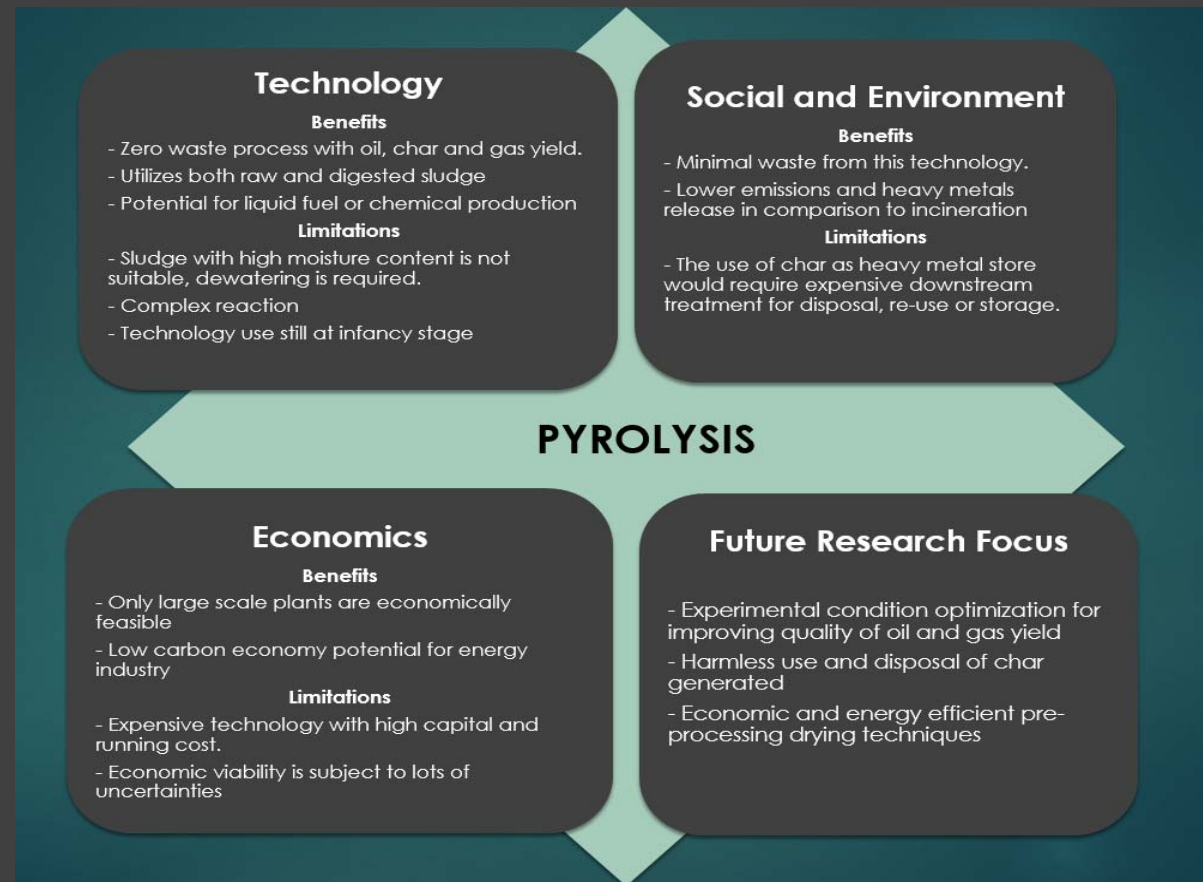 Technology
Benefits
- Zero waste process with oil, char and gas yield.
- Utilizes both raw and digested sludge
- Potential for liquid fuel or chemical production
Limitations
- Sludge with high moisture content is not
suitable, dewatering is required.
- Complex reaction
- Technology use still at infancy stage
Social and Environment
Benefits
- Minimal waste from this technology.
- Lower emissions and heavy metals
release in comparison to incineration
Limitations
- The use of char as heavy metal store
would require expensive downstream
treatment for disposal, re-use or storage.
PYROLYSIS
Economics
Benefits
- Only large scale plants are economically
feasible
- Low carbon economy potential for energy
industry
Limitations
- Expensive technology with high capital and
running cost.
- Economic viability is subject to lots of
uncertainties
Future Research Focus
- Experimental condition optimization for
improving quality of oil and gas yield
- Harmless use and disposal of char
generated
- Economic and energy efficient pre-
processing drying techniques